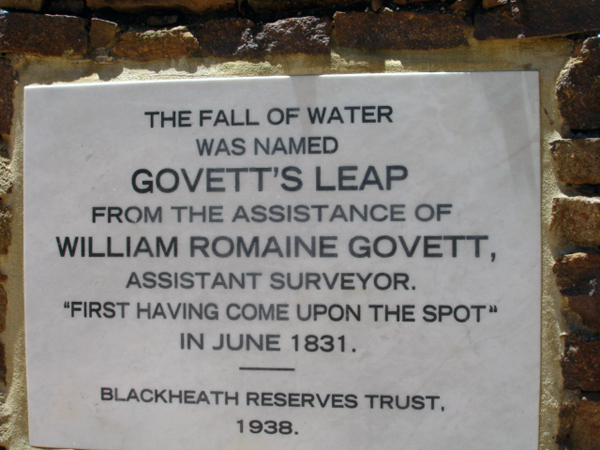 THE FALL OF WATER
WAS NAMED
GOVETT'S LEAP
FROM THE ASSISTANCE OF
WILLIAM ROMAINE GOVETT,
ASSISTANT SURVEYOR.
"FIRST HAVING COME UPON THE SPOT"
IN JUNE 1831.
BLACKHEATH RESERVES TRUST,
1938.